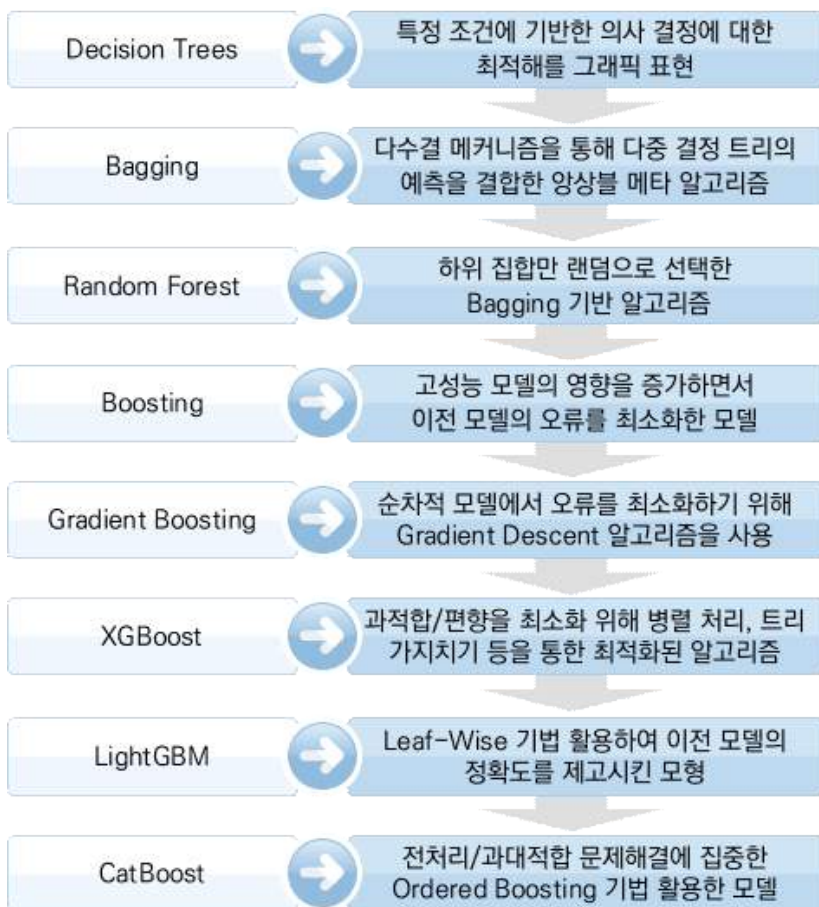 Decision Trees
특정 조건에 기반한 의사 결정에 대한
최적해를 그래픽 표현
Bagging
다수결 메커니즘을 통해 다중 결정 트리의
예측을 결합한 앙상블 메타 알고리즘
Random Forest
하위 집합만 랜덤으로 선택한
Bagging 기반 알고리즘
Boosting
고성능 모델의 영향을 증가하면서
이전 모델의 오류를 최소화한 모델
Gradient Boosting
순차적 모델에서 오류를 최소화하기 위해
Gradient Descent 알고리즘을 사용
XGBoost
과적합/편향을 최소화 위해 병렬 처리, 트리
가지치기 등을 통한 최적화된 알고리즘
LightGBM
Leaf-Wise 기법 활용하여 이전 모델의
정확도를 제고시킨 모형
CatBoost
전처리/과대적합 문제해결에 집중한
Ordered Boosting 기법 활용한 모델